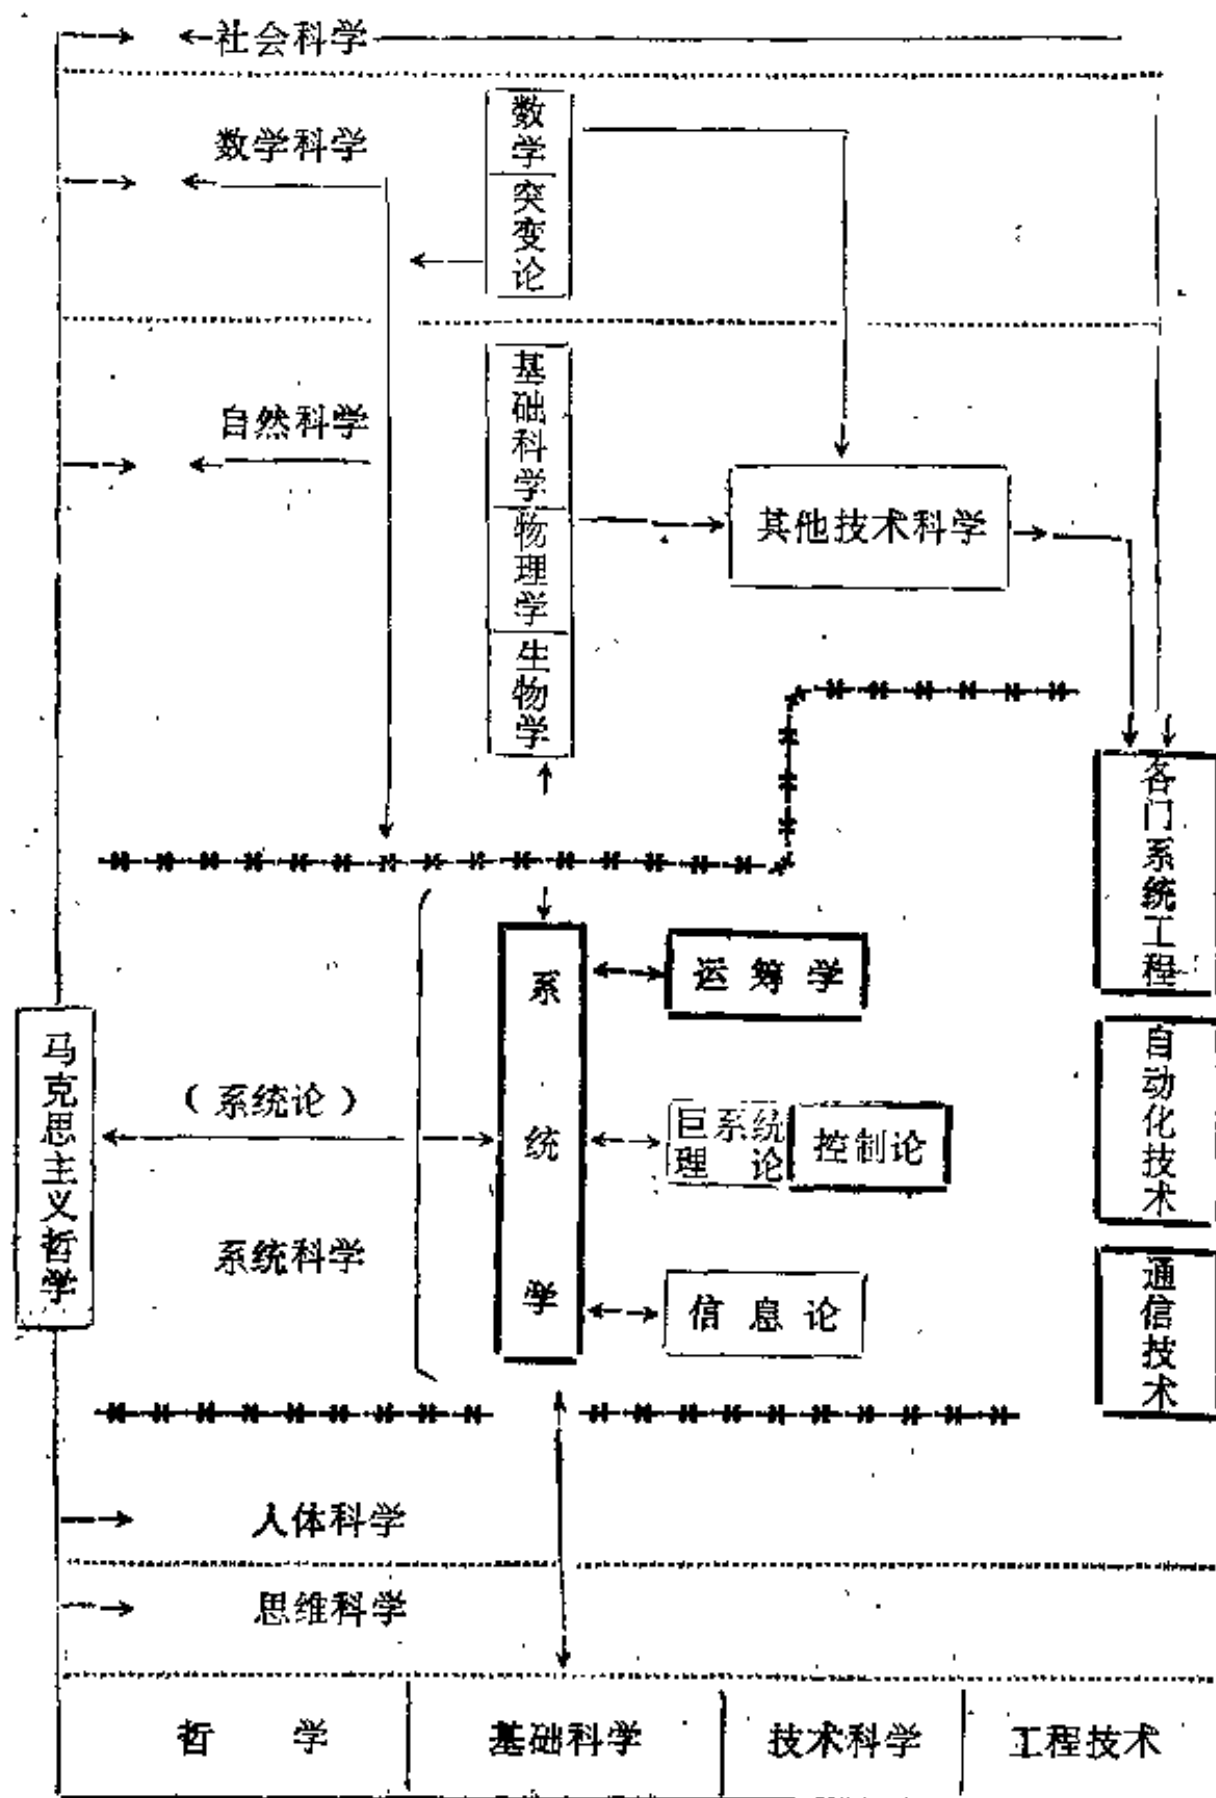 社会科学
数学科学
数学
突变论
自然科学
基础科学
物理学
生物学
其他技术科学
各门系统工程
系统学
运筹学
马克思主义哲学
（系统论）
巨系统
理论
控制论
自动化技术
系统科学
信息论
通信技术
人体科学
思维科学
哲学
基础科学
技术科学
工程技术